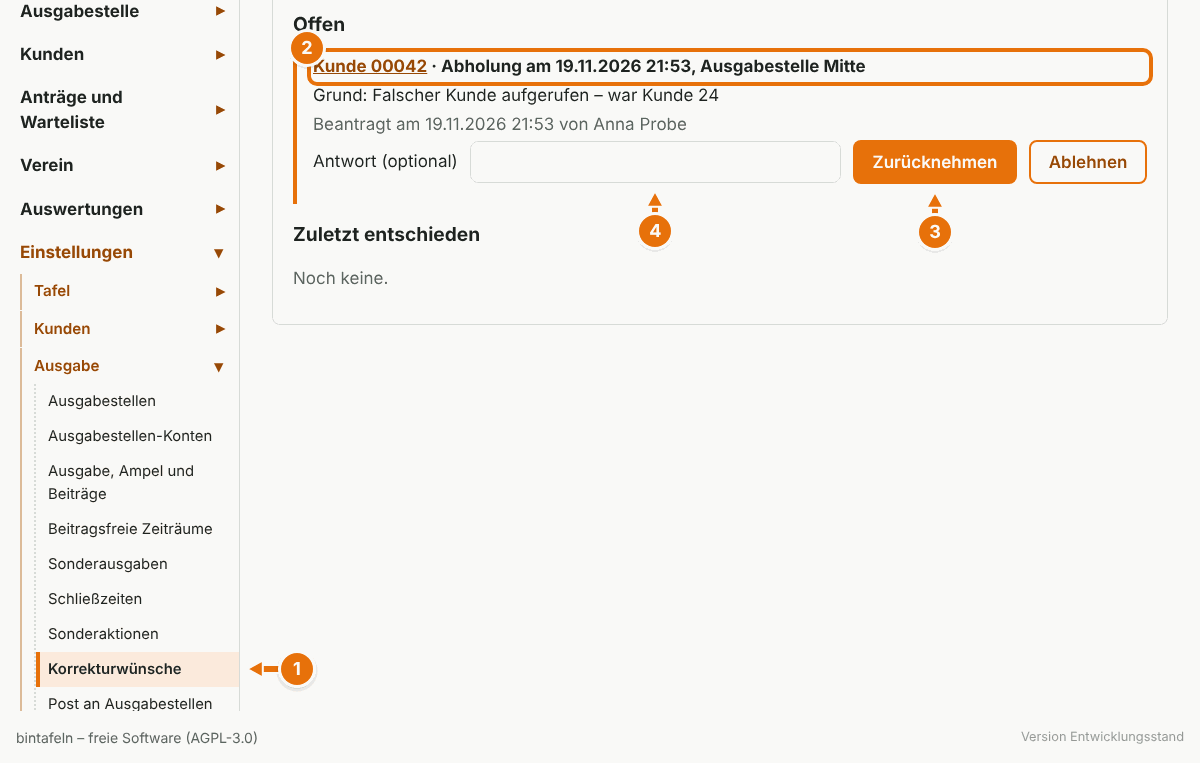 Ausgabestelle ▶
Kunden ▶
Anträge und
Warteliste ▶
Verein ▶
Auswertungen ▶
Einstellungen ▼
Tafel ▶
Kunden ▶
Ausgabe ▼
Ausgabestellen
Ausgabestellen-Konten
Ausgabe, Ampel und
Beiträge
Beitragsfreie Zeiträume
Sonderausgaben
Schließzeiten
Sonderaktionen
Korrekturwünsche
1
Post an Ausgabestellen
Offen
2
Kunde 00042 · Abholung am 19.11.2026 21:53, Ausgabestelle Mitte
Grund: Falscher Kunde aufgerufen – war Kunde 24
Beantragt am 19.11.2026 21:53 von Anna Probe
Antwort (optional) Zurücknehmen Ablehnen
4 3
Zuletzt entschieden
Noch keine.
bintafeln – freie Software (AGPL-3.0)
Version Entwicklungsstand